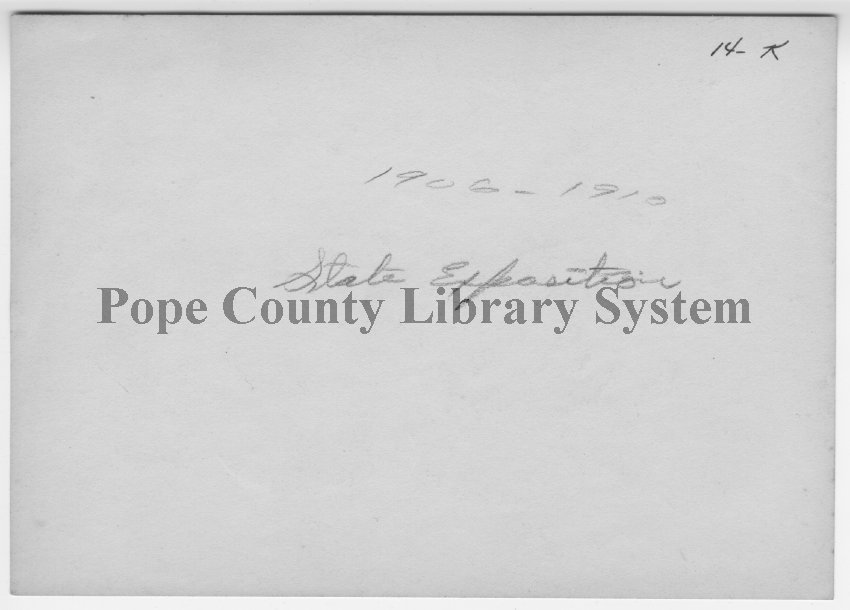 14- K
1906-1910
State Exposition
Pope County Library System